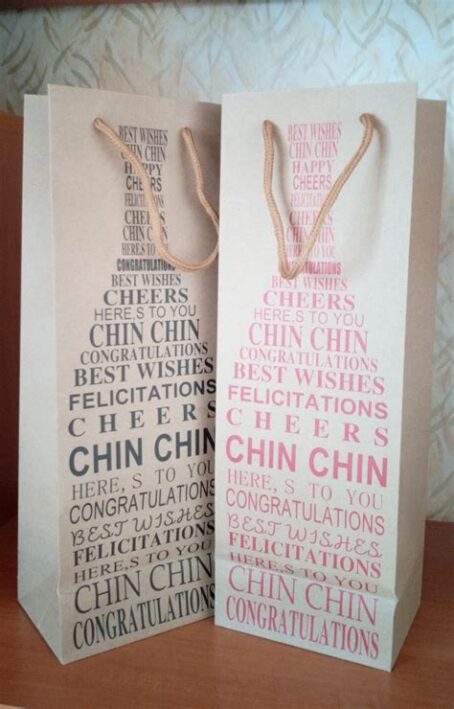 BEST WISHES
CHIN CHIN
HAPPY
CHEERS
FELICITATIONS
CHEERS
CHIN CHIN
HERE,S TO YOU
CONGRATULATIONS
BEST WISHES
CHEERS
HERE,S TO YOU
CHIN CHIN
CONGRATULATIONS
BEST WISHES
FELICITATIONS
CHEERS
CHIN CHIN
HERE,S TO YOU
CONGRATULATIONS
BEST WISHES
FELICITATIONS
HERE,S TO YOU
CHIN CHIN
CONGRATULATIONS
BEST WISHES
CHIN CHIN
HAPPY
CHEERS
FELICITATIONS
CHEERS
CHIN CHIN
HERE,S TO YOU
CONGRATULATIONS
BEST WISHES
CHEERS
HERE,S TO YOU
CHIN CHIN
CONGRATULATIONS
BEST WISHES
FELICITATIONS
CHEERS
CHIN CHIN
HERE,S TO YOU
CONGRATULATIONS
BEST WISHES
FELICITATIONS
HERE,S TO YOU
CHIN CHIN
CONGRATULATIONS